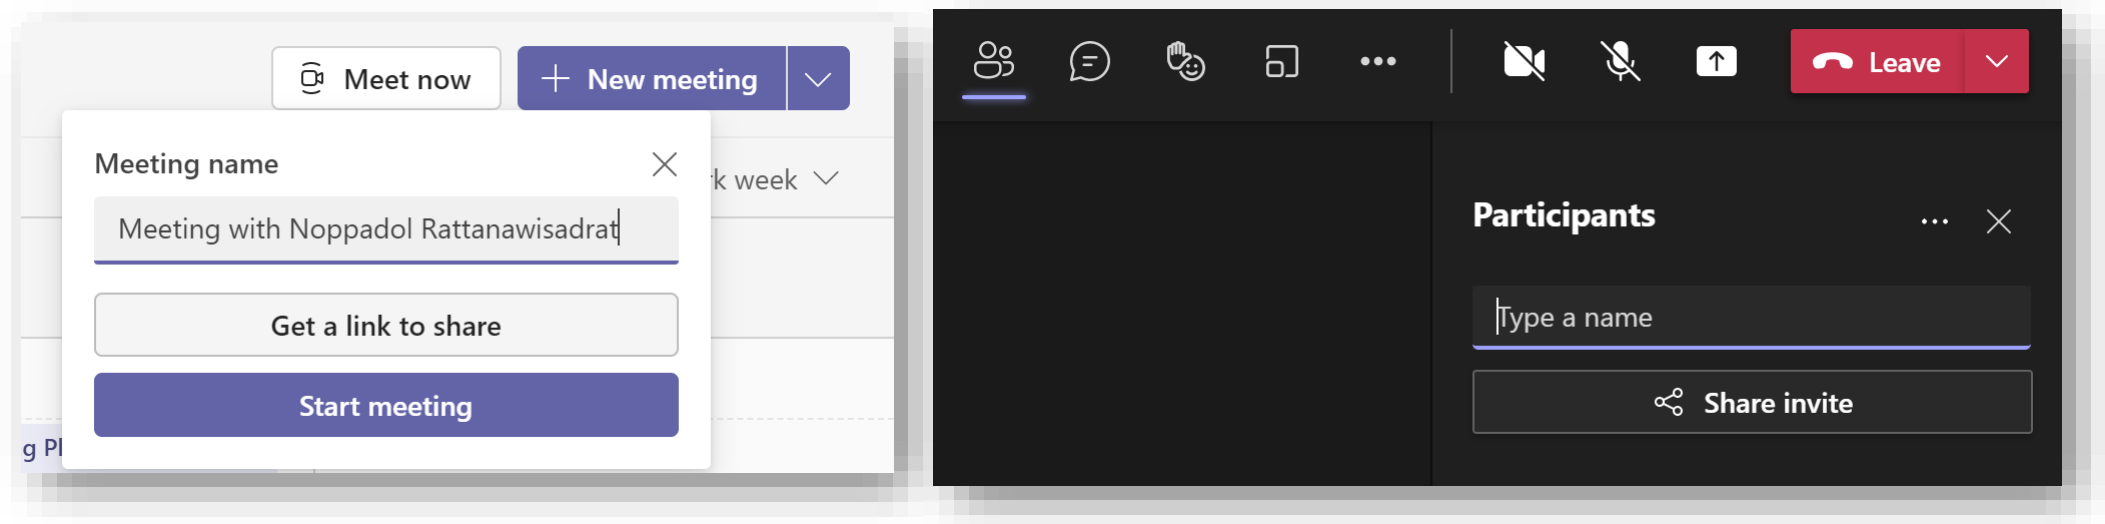 Meet now
New meeting
Meeting name
rk week
Meeting with Noppadol Rattanawisadrat
Get a link to share
Start meeting
g Pl
Leave
Participants
Type a name
Share invite